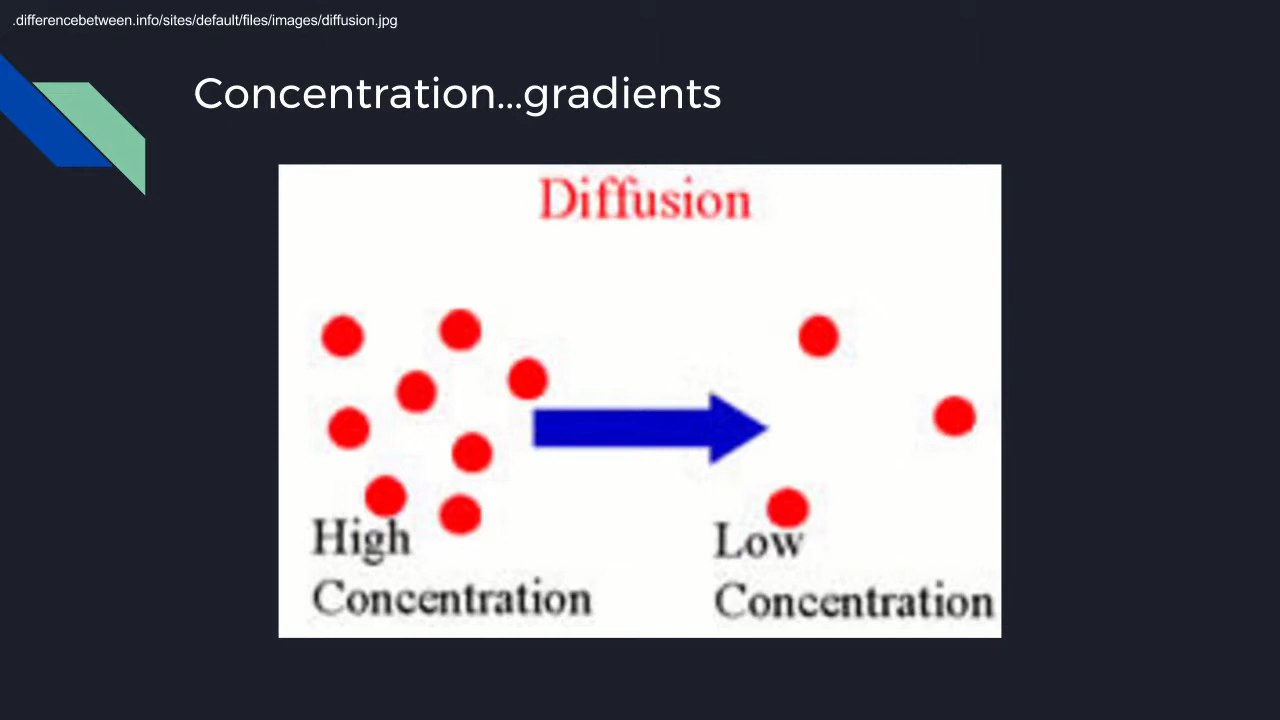 .differencebetween.info/sites/default/files/images/diffusion.jpg
Concentration...gradients
Diffusion
High
Concentration
Low
Concentration